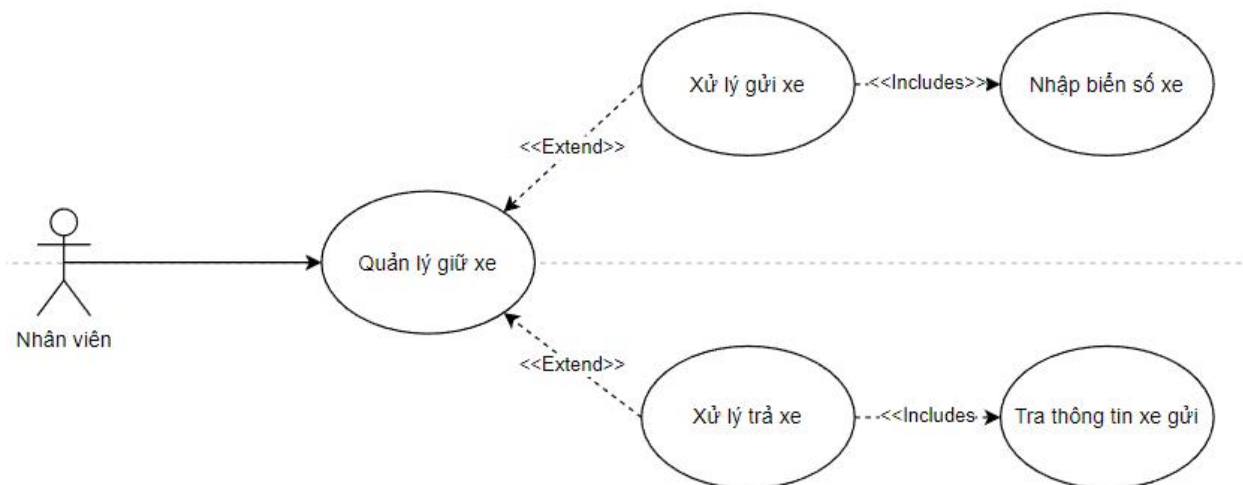 Xử lý gửi xe
<<Includes>>
Nhập biển số xe
<<Extend>>
Quản lý giữ xe
Nhân viên
<<Extend>>
Xử lý trả xe
<<Includes
Tra thông tin xe gửi